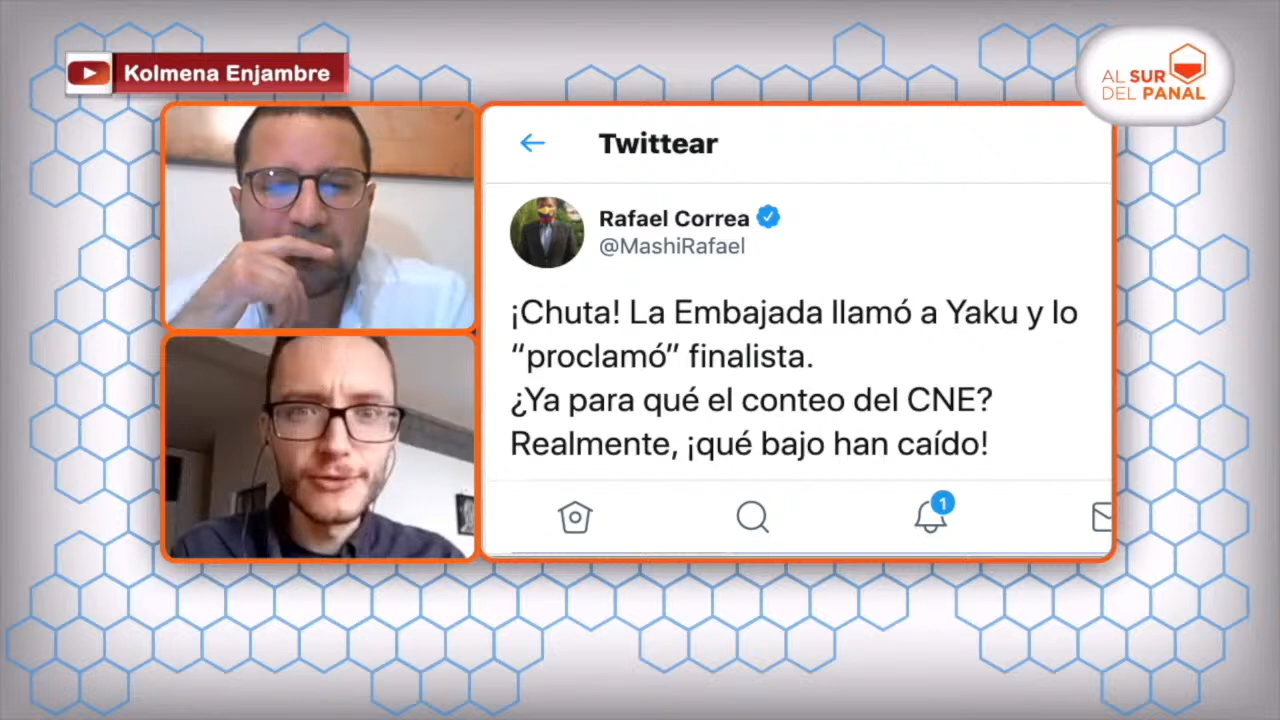 Kolmena Enjambre
AL SUR
DEL PANAL
Twittear
Rafael Correa
@MashiRafael
¡Chuta! La Embajada llamó a Yaku y lo
“proclamó” finalista.
¿Ya para qué el conteo del CNE?
Realmente, ¡qué bajo han caído!
1